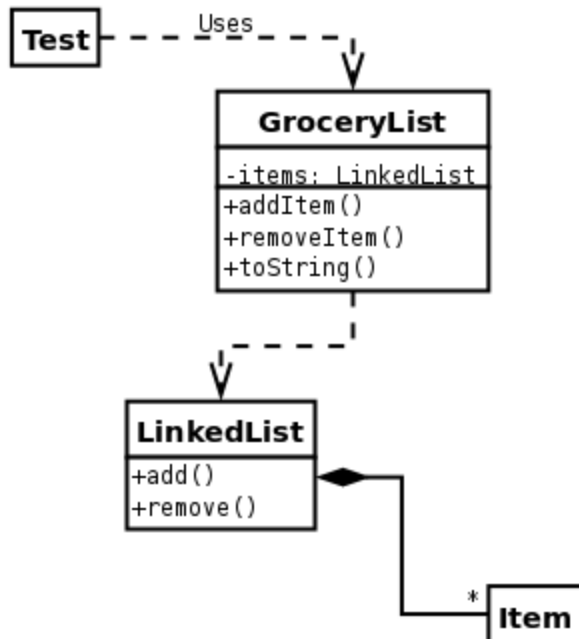 Uses
Test
GroceryList
-items: LinkedList
+addItem()
+removeItem()
+toString()
LinkedList
+add()
+remove()
*
Item